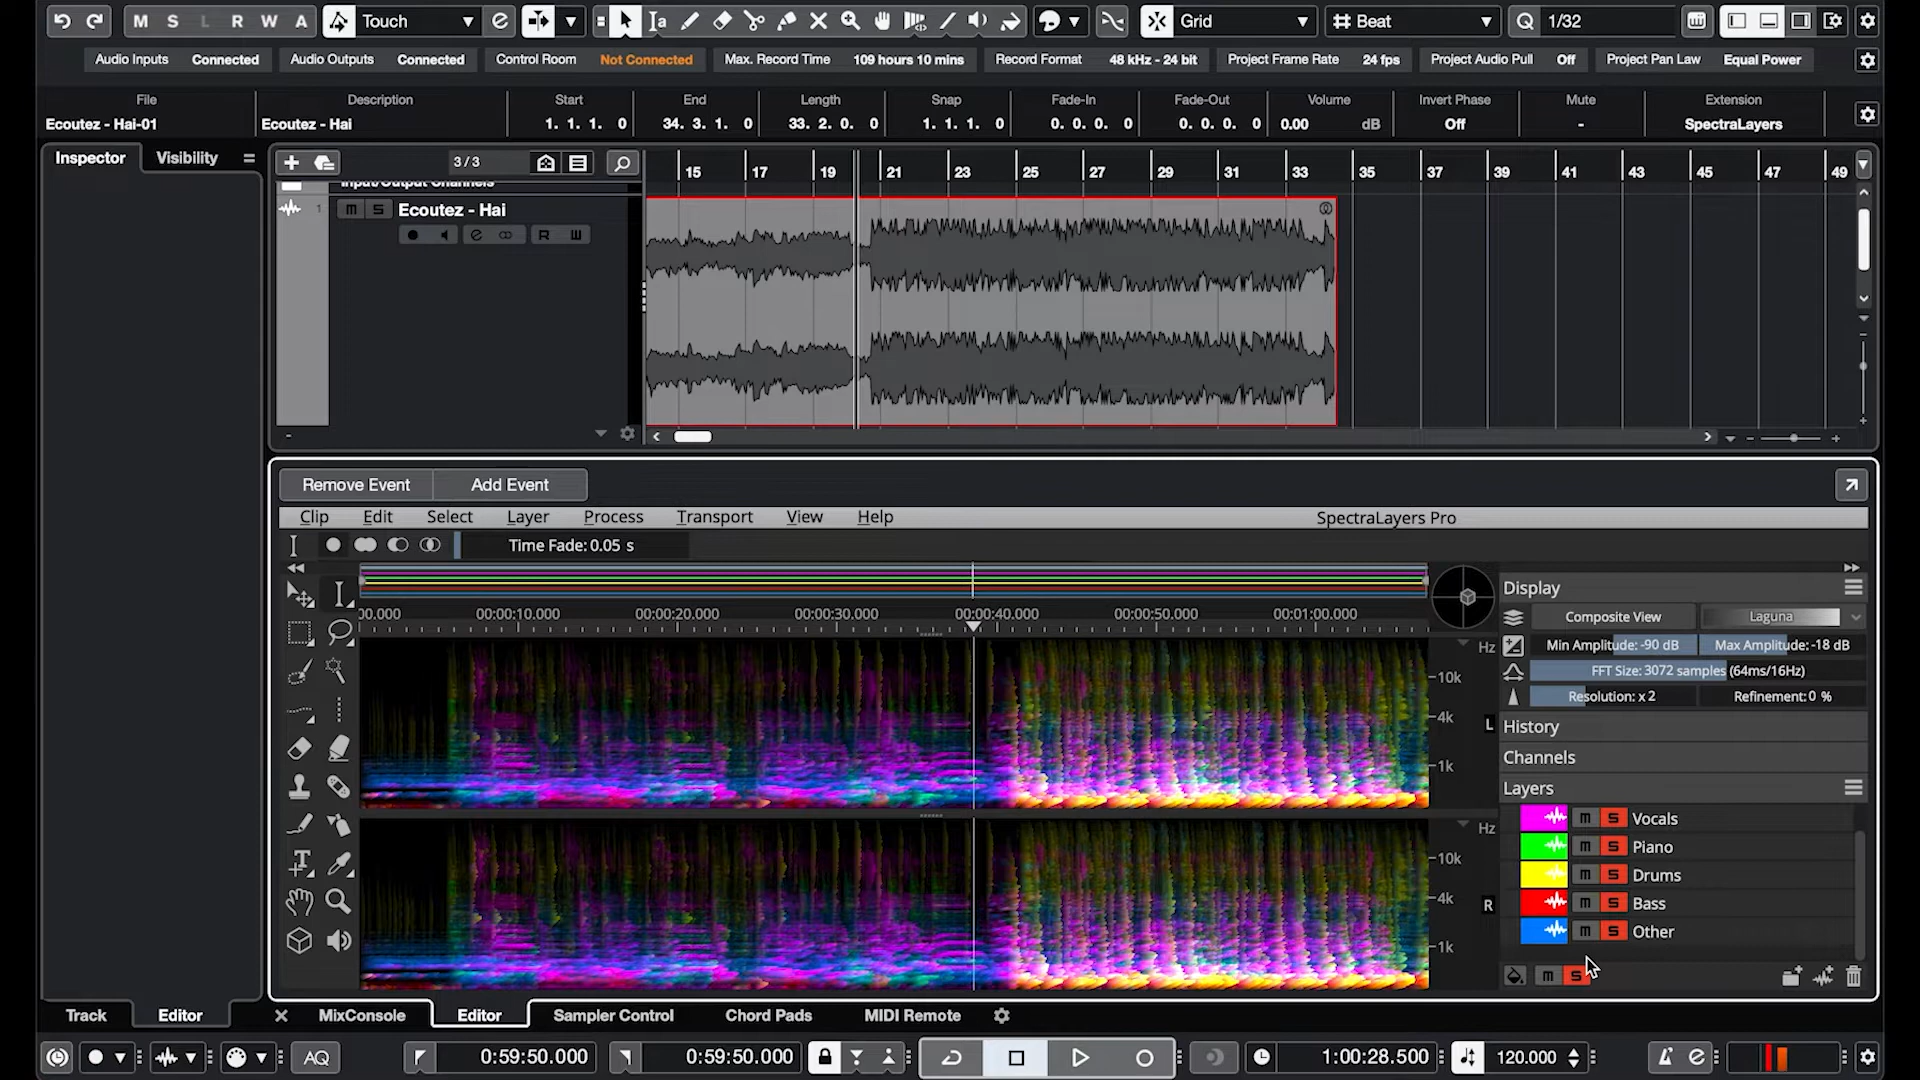 M S L R W A Touch Grid Beat Q 1/32
Audio Inputs Connected Audio Outputs Connected Control Room Not Connected Max. Record Time 109 hours 10 mins Record Format 48 kHz - 24 bit Project Frame Rate 24 fps Project Audio Pull Off Project Pan Law Equal Power
File Description Start End Length Snap Fade-In Fade-Out Volume Invert Phase Mute Extension
Ecoutez - Hai-01 Ecoutez - Hai 1. 1. 1. 0 34. 3. 1. 0 33. 2. 0. 0 1. 1. 1. 0 0. 0. 0. 0 0. 0. 0. 0 0.00 dB Off - SpectraLayers
Inspector Visibility 3/3 15 17 19 21 23 25 27 29 31 33 35 37 39 41 43 45 47 49
Input/Output Channels
1 m S Ecoutez - Hai
e R
Remove Event Add Event
Clip Edit Select Layer Process Transport View Help SpectraLayers Pro
Time Fade: 0.05 s
Display
00.000 00:00:10.000 00:00:20.000 00:00:30.000 00:00:40.000 00:00:50.000 00:01:00.000
Composite View Laguna
Hz Min Amplitude: -90 dB Max Amplitude: -18 dB
10k FFT Size: 3072 samples (64ms/16Hz)
Resolution: x 2 Refinement: 0 %
4k L History
1k Channels
Layers
m S Vocals
Hz
m S Piano
10k
m S Drums
4k R m S Bass
m S Other
1k
m S
Track Editor MixConsole Editor Sampler Control Chord Pads MIDI Remote
AQ 0:59:50.000 0:59:50.000 1:00:28.500 120.000